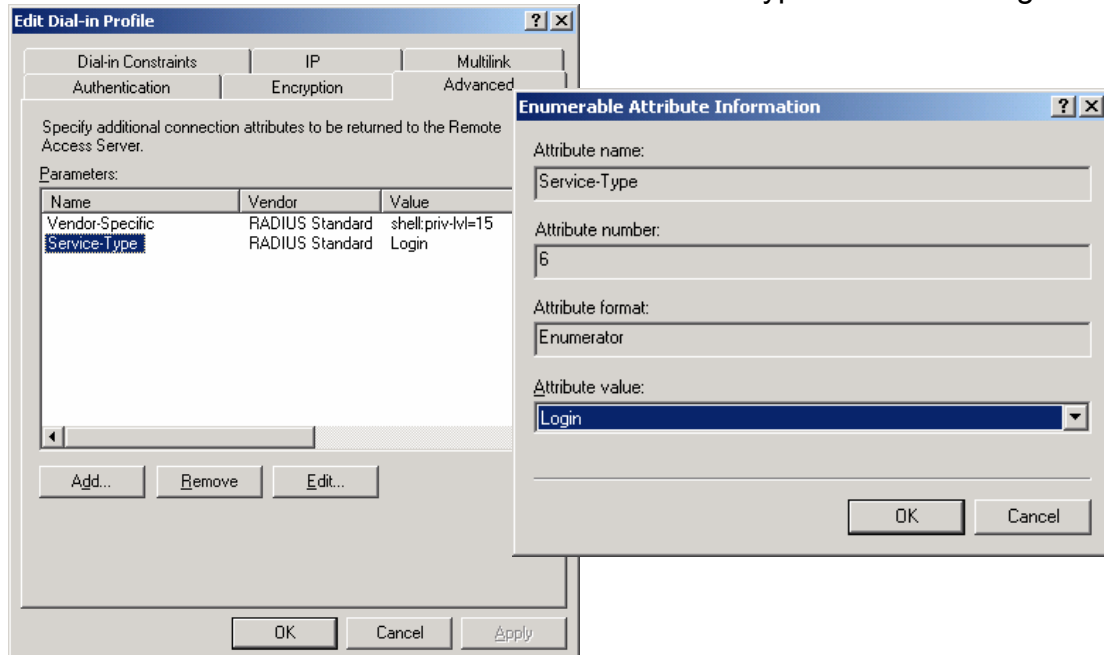 Edit Dial-in Profile
Dial-in Constraints IP Multilink
Authentication Encryption Advanced
Specify additional connection attributes to be returned to the Remote
Access Server.
Parameters:
Name Vendor Value
Vendor-Specific RADIUS Standard shell:priv-lvl=15
Service-Type RADIUS Standard Login
Add... Remove Edit...
OK Cancel Apply
Enumerable Attribute Information
Attribute name:
Service-Type
Attribute number:
6
Attribute format:
Enumerator
Attribute value:
Login
OK Cancel